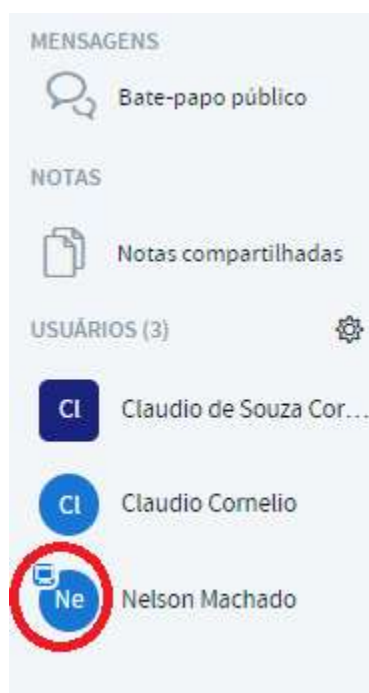 MENSAGENS
Bate-papo público
NOTAS
Notas compartilhadas
USUÁRIOS (3)
Cl Claudio de Souza Cor...
Cl Claudio Cornelio
Ne Nelson Machado